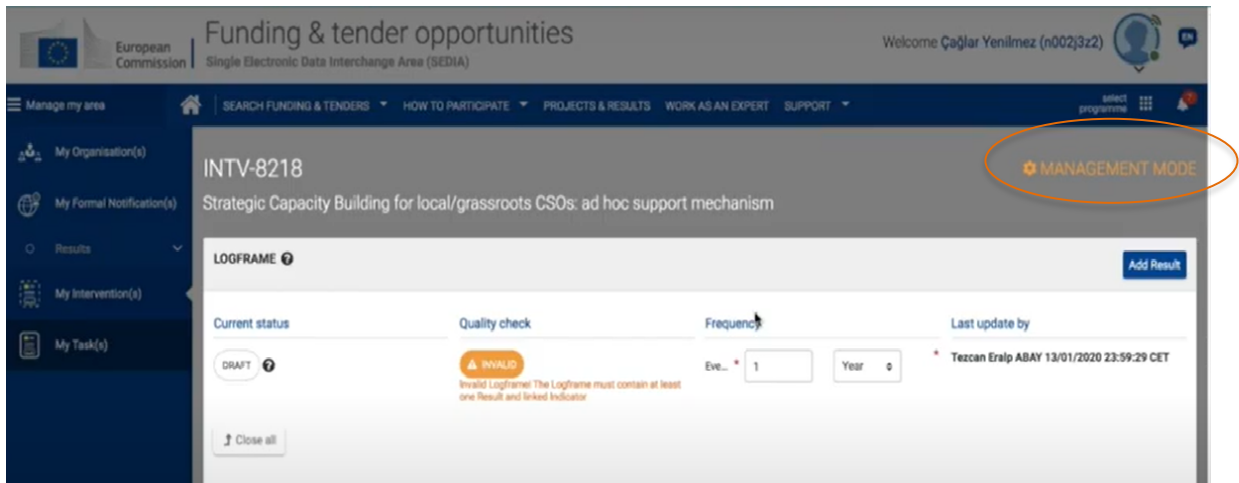 European
Commission
Funding & tender opportunities
Single Electronic Data Interchange Area (SEDIA)
Welcome Çağlar Yenilmez (n002j3z2)
EN
Manage my area
SEARCH FUNDING & TENDERS HOW TO PARTICIPATE PROJECTS & RESULTS WORK AS AN EXPERT SUPPORT
select
programme
My Organisation(s)
My Formal Notification(s)
Results
My Intervention(s)
My Task(s)
INTV-8218
MANAGEMENT MODE
Strategic Capacity Building for local/grassroots CSOs: ad hoc support mechanism
LOGFRAME
Add Result
Current status Quality check Frequency Last update by
DRAFT
INVALID
Invalid Logframe! The Logframe must contain at least
one Result and linked Indicator
Eve... * 1 Year * Tezcan Eralp ABAY 13/01/2020 23:59:29 CET
Close all